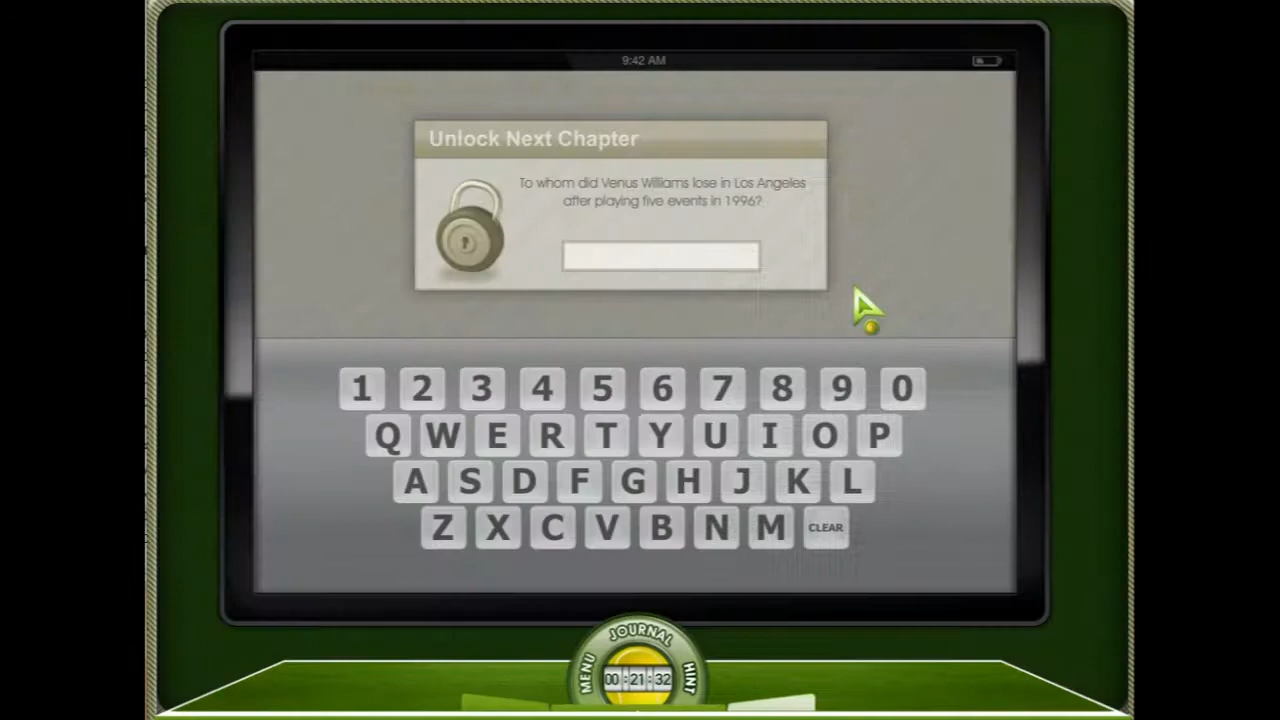 9:42 AM
Unlock Next Chapter
To whom did Venus Williams lose in Los Angeles
after playing five events in 1996?
1 2 3 4 5 6 7 8 9 0
Q W E R T Y U I O P
A S D F G H J K L
Z X C V B N M CLEAR
JOURNAL
MENU 00:21:32 HINT